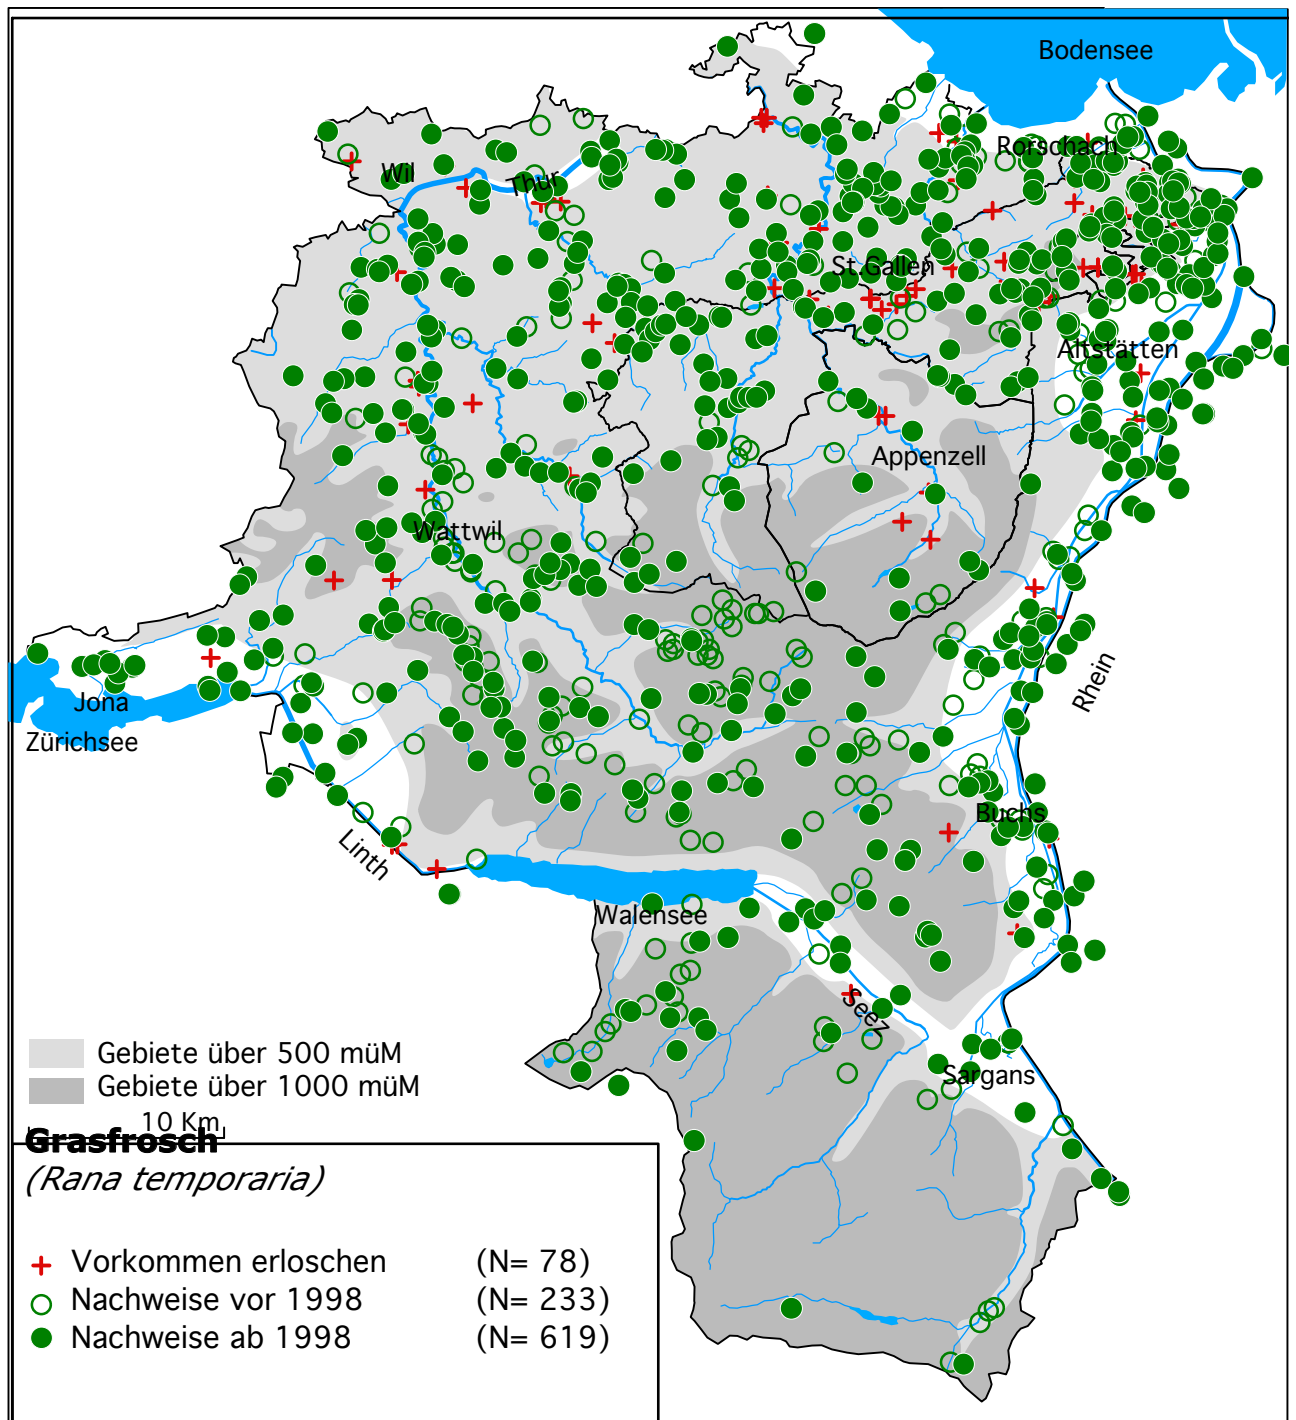 Bodensee
Rorschach
Wil
Thur
St.Gallen
Altstätten
Appenzell
Wattwil
Rhein
Jona
Zürichsee
Buchs
Linth
Walensee
Seez
Sargans
Gebiete über 500 müM
Gebiete über 1000 müM
10 Km
Grasfrosch
(Rana temporaria)
Vorkommen erloschen (N= 78)
Nachweise vor 1998 (N= 233)
Nachweise ab 1998 (N= 619)